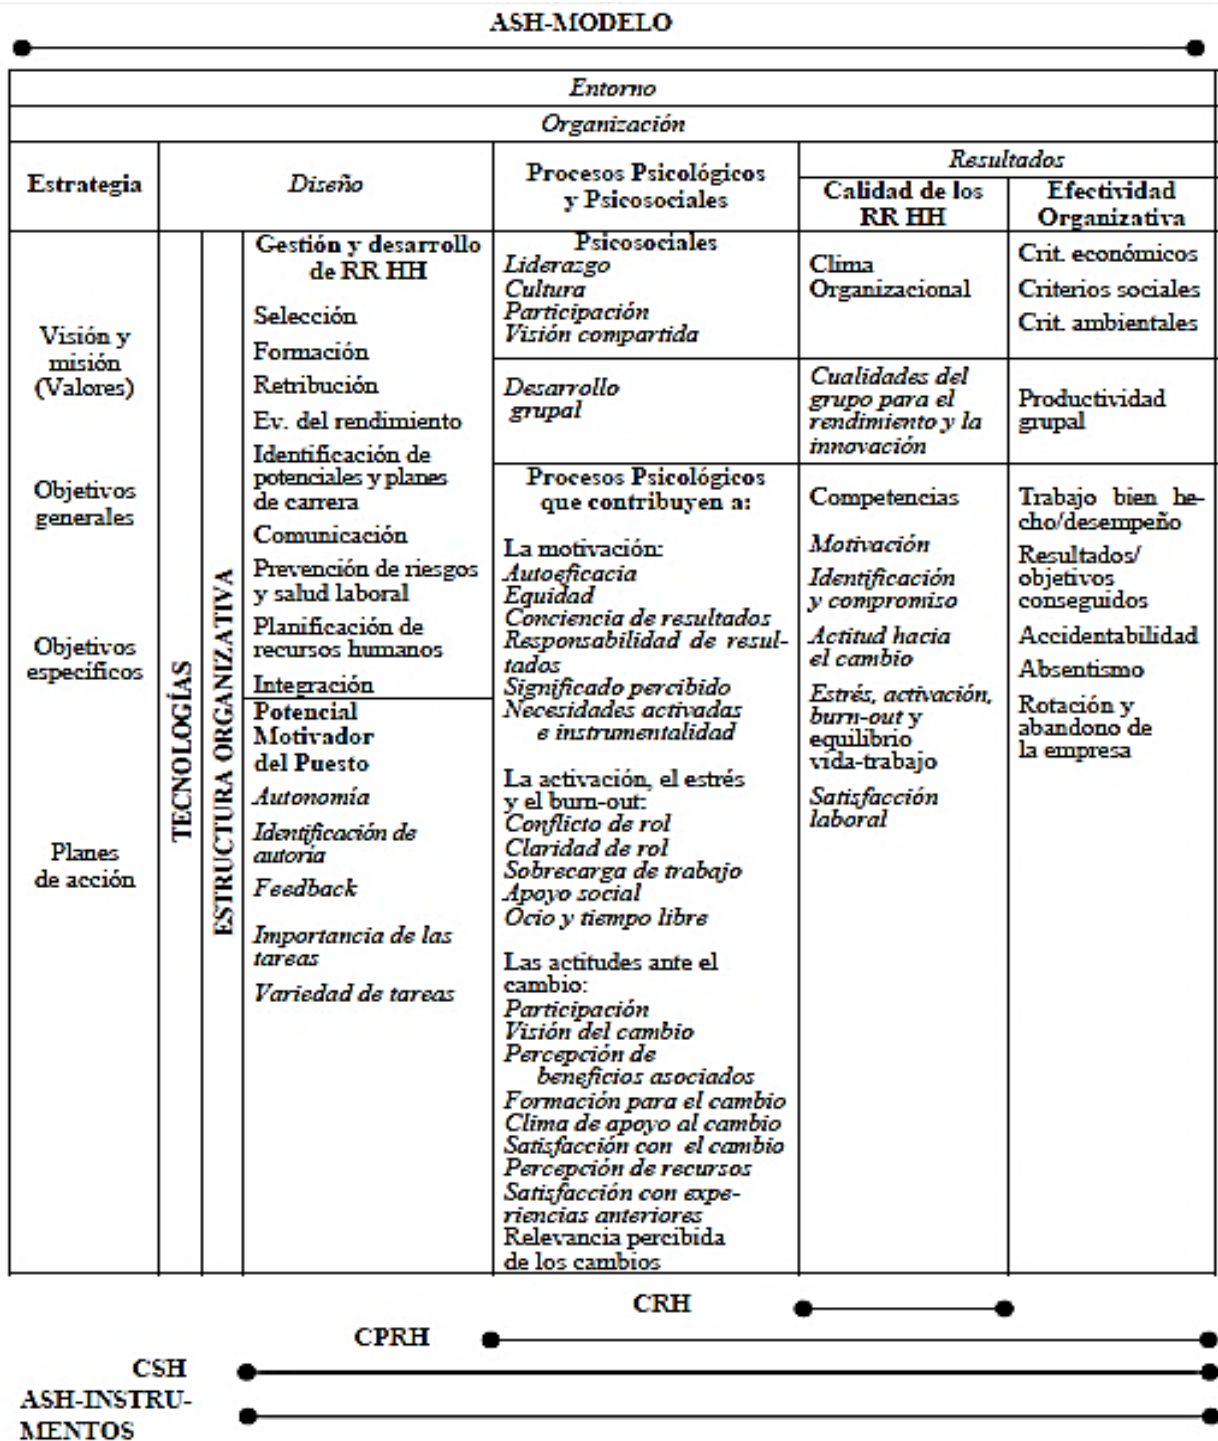 ASH-MODELO
Entorno
Organización
Estrategia
Diseño
Procesos Psicológicos
y Psicosociales
Resultados
Calidad de los
RR HH
Efectividad
Organizativa
Visión y
misión
(Valores)
Objetivos
generales
Objetivos
específicos
Planes
de acción
TECNOLOGÍAS
ESTRUCTURA ORGANIZATIVA
Gestión y desarrollo
de RR HH
Selección
Formación
Retribución
Ev. del rendimiento
Identificación de
potenciales y planes
de carrera
Comunicación
Prevención de riesgos
y salud laboral
Planificación de
recursos humanos
Integración
Potencial
Motivador
del Puesto
Autonomía
Identificación de
autoría
Feedback
Importancia de las
tareas
Variedad de tareas
Psicosociales
Liderazgo
Cultura
Participación
Visión compartida
Desarrollo
grupal
Procesos Psicológicos
que contribuyen a:
La motivación:
Autoeficacia
Equidad
Conciencia de resultados
Responsabilidad de resul-
tados
Significado percibido
Necesidades activadas
e instrumentalidad
La activación, el estrés
y el burn-out:
Conflicto de rol
Claridad de rol
Sobrecarga de trabajo
Apoyo social
Ocio y tiempo libre
Las actitudes ante el
cambio:
Participación
Visión del cambio
Percepción de
beneficios asociados
Formación para el cambio
Clima de apoyo al cambio
Satisfacción con el cambio
Percepción de recursos
Satisfacción con expe-
riencias anteriores
Relevancia percibida
de los cambios
Clima
Organizacional
Cualidades del
grupo para el
rendimiento y la
innovación
Competencias
Motivación
Identificación
y compromiso
Actitud hacia
el cambio
Estrés, activación,
burn-out y
equilibrio
vida-trabajo
Satisfacción
laboral
Crit. económicos
Criterios sociales
Crit. ambientales
Productividad
grupal
Trabajo bien he-
cho/desempeño
Resultados/
objetivos
conseguidos
Accidentabilidad
Absentismo
Rotación y
abandono de
la empresa
CRH
CPRH
CSH
ASH-INSTRU-
MENTOS